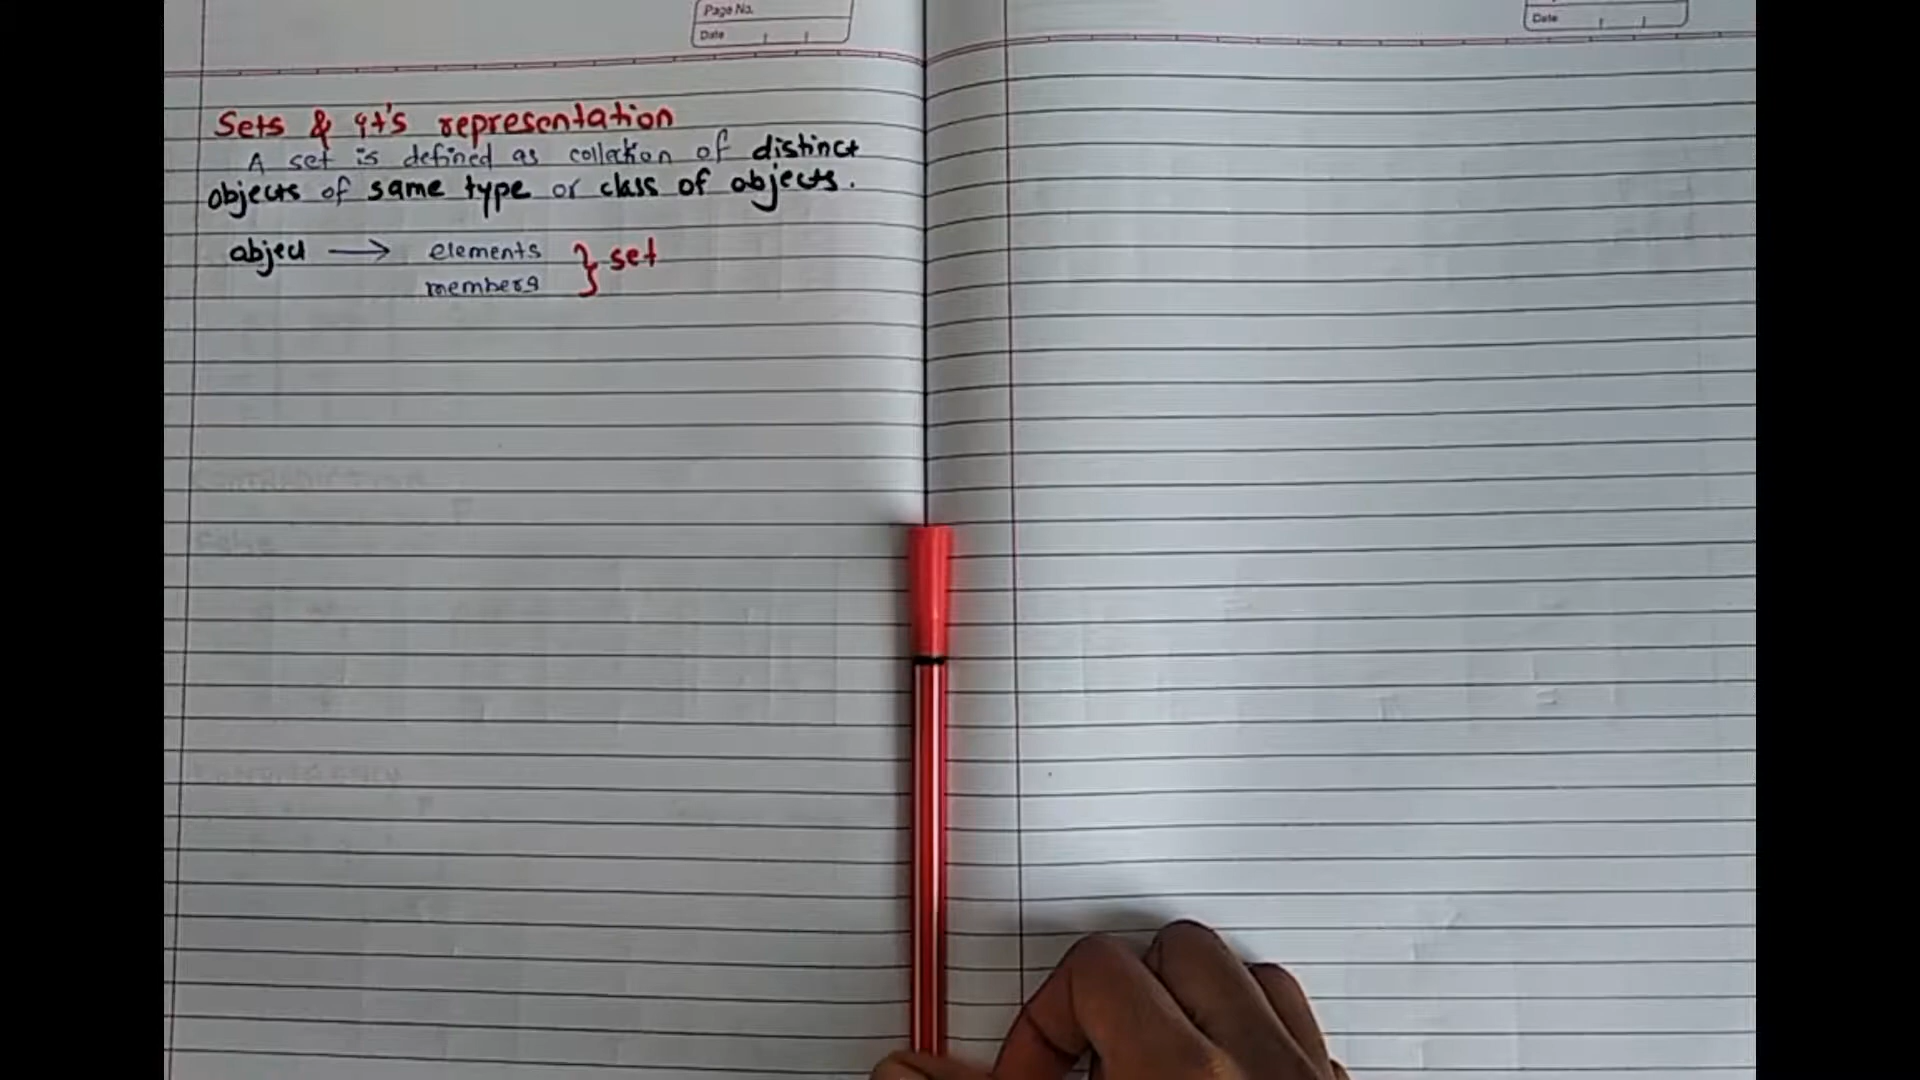 Page No.
Date
Date
Sets & it's representation
A set is defined as collection of distinct
objects of same type or class of objects.
object → elements } set
members